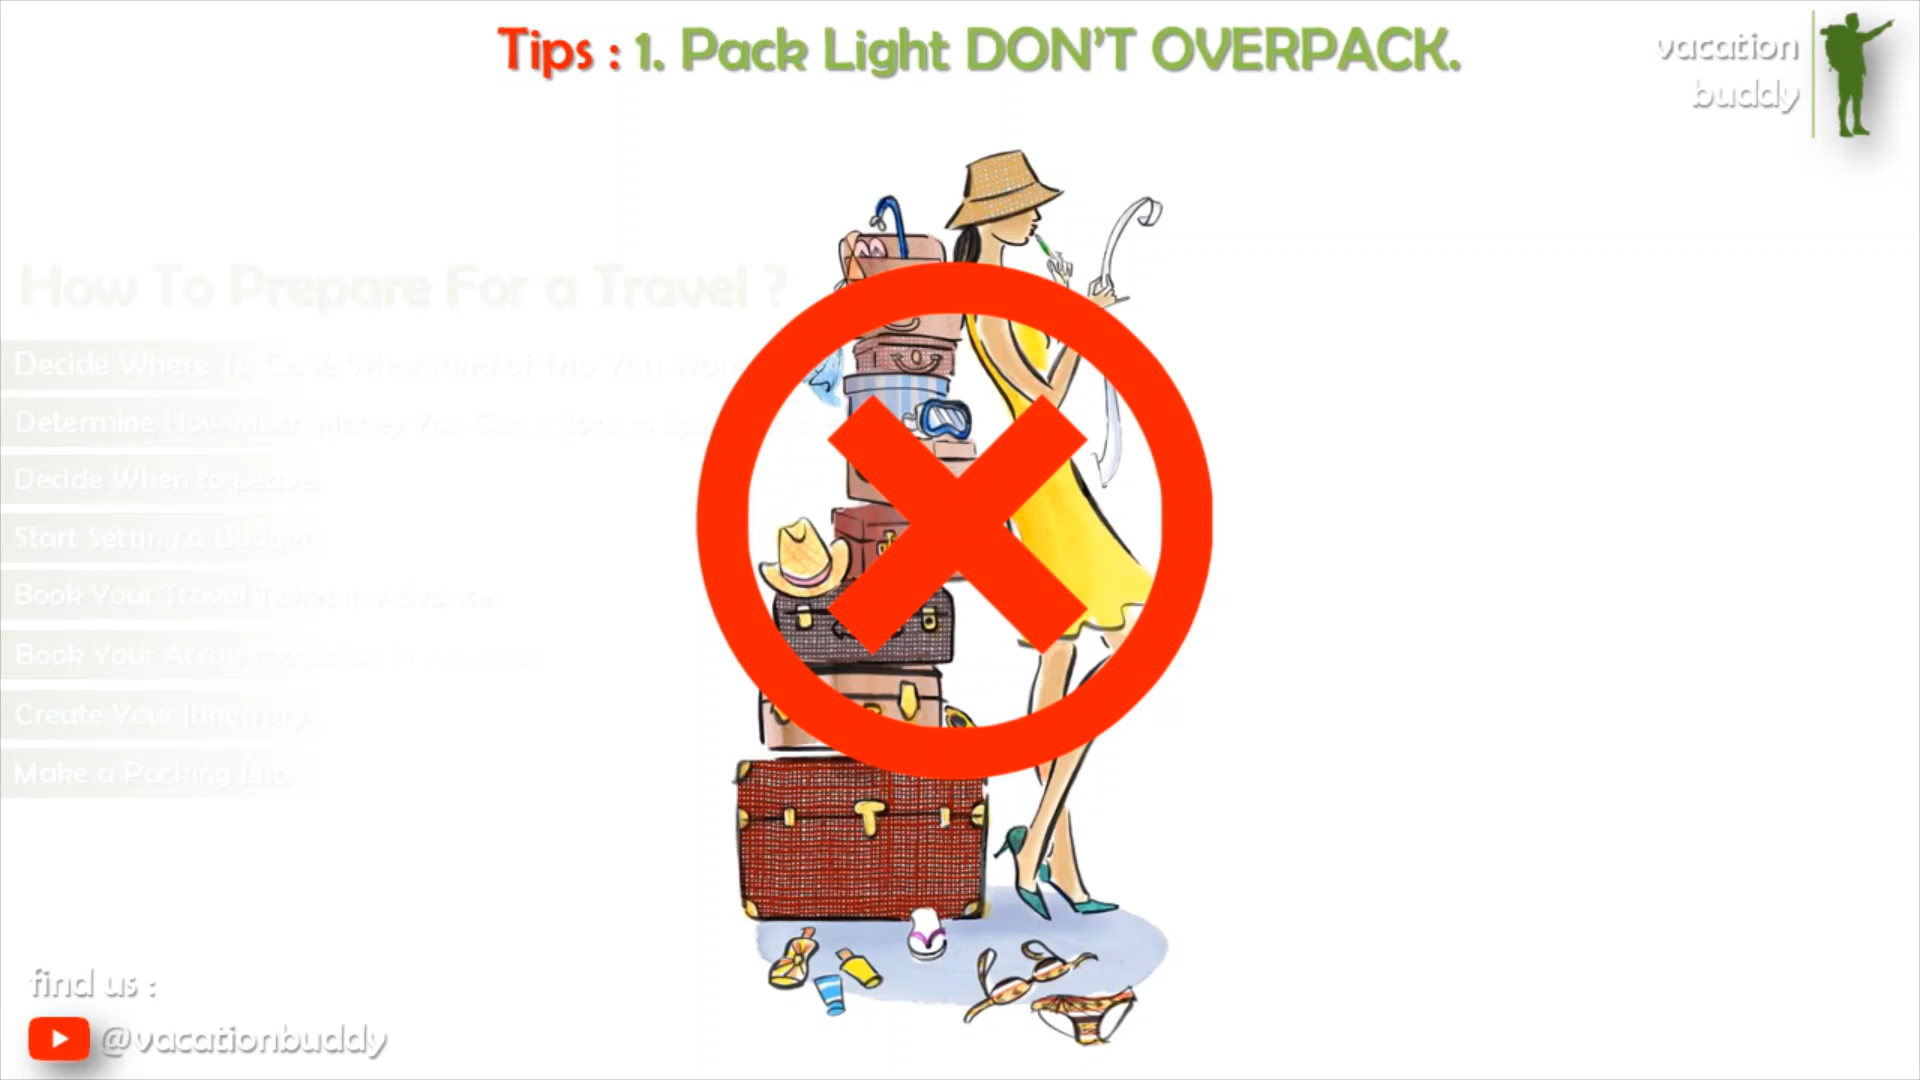 Tips : 1. Pack Light DON'T OVERPACK.
vacation
buddy
How To Prepare For a Travel ?
Decide Where To Go & What Kind of Trip You Want
Determine How Much Money You Can Afford to Spend
Decide When to Leave
Start Setting a Budget
Book Your Travel Ticket in Advance
Book Your Accommodation in Advance
Create Your Itinerrary
Make a Packing List
find us :
@vacationbuddy